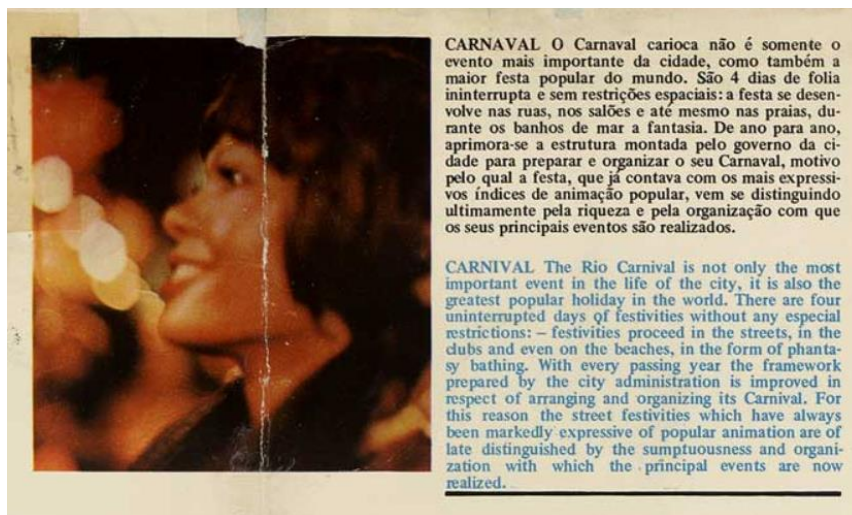 CARNAVAL O Carnaval carioca não é somente o
evento mais importante da cidade, como também a
maior festa popular do mundo. São 4 dias de folia
ininterrupta e sem restrições espaciais: a festa se desen-
volve nas ruas, nos salões e até mesmo nas praias, du-
rante os banhos de mar a fantasia. De ano para ano,
aprimora-se a estrutura montada pelo governo da ci-
dade para preparar e organizar o seu Carnaval, motivo
pelo qual a festa, que já contava com os mais expressi-
vos índices de animação popular, vem se distinguindo
ultimamente pela riqueza e pela organização com que
os seus principais eventos são realizados.
CARNIVAL The Rio Carnival is not only the most
important event in the life of the city, it is also the
greatest popular holiday in the world. There are four
uninterrupted days of festivities without any especial
restrictions: – festivities proceed in the streets, in the
clubs and even on the beaches, in the form of phanta-
sy bathing. With every passing year the framework
prepared by the city administration is improved in
respect of arranging and organizing its Carnival. For
this reason the street festivities which have always
been markedly expressive of popular animation are of
late distinguished by the sumptuousness and organi-
zation with which the principal events are now
realized.